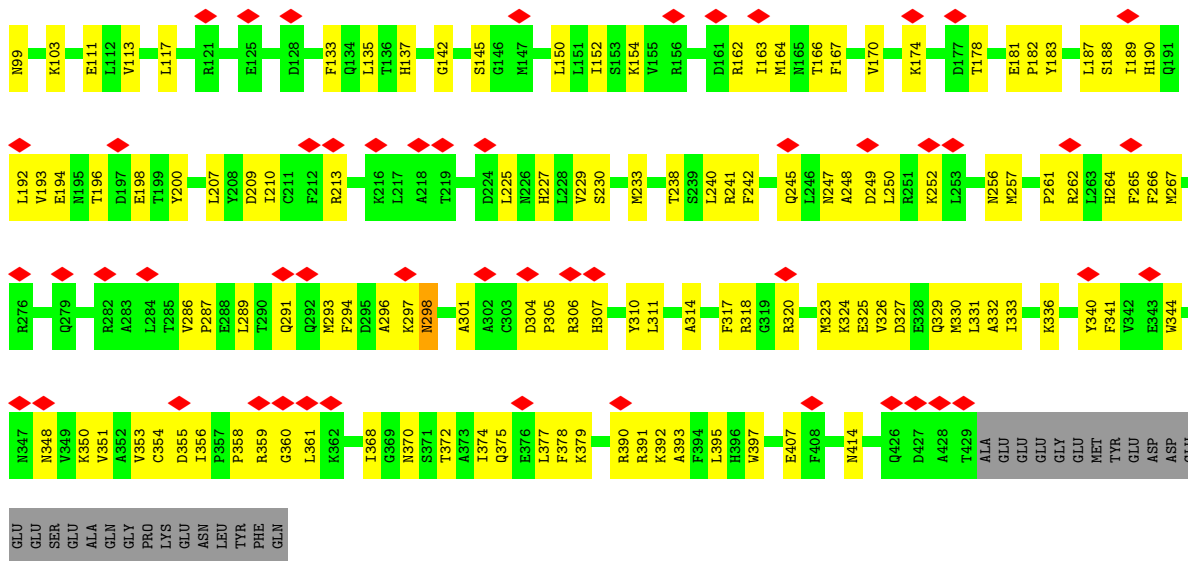 N99 K103 E111 L112 V113 L117 R121 E125 D128 F133 Q134 L135 T136 H137 G142 S145 G146 M147 L150 L151 I152 S153 K154 V155 R156 D161 R162 I163 M164 N165 T166 F167 V170 K174 D177 T178 E181 P182 Y183 L187 S188 I189 H190 Q191
L192 V193 E194 N195 T196 D197 E198 T199 Y200 L207 Y208 D209 I210 C211 F212 R213 K216 L217 A218 T219 D224 L225 N226 H227 L228 V229 S230 M233 T238 S239 L240 R241 F242 Q245 L246 N247 A248 D249 L250 R251 K252 L253 N256 M257 P261 R262 L263 H264 F265 F266 M267
R276 Q279 R282 A283 L284 T285 V286 P287 E288 L289 T290 Q291 Q292 M293 F294 D295 A296 K297 N298 A301 A302 C303 D304 P305 R306 H307 Y310 L311 A314 F317 R318 G319 R320 M323 K324 E325 V326 D327 E328 Q329 M330 L331 A332 I333 K336 Y340 F341 V342 E343 W344
N347 N348 V349 K350 V351 A352 V353 C354 D355 I356 P357 P358 R359 G360 L361 K362 I368 G369 N370 S371 T372 A373 I374 Q375 E376 L377 F378 K379 R390 R391 K392 A393 F394 L395 H396 W397 E407 F408 N414 Q426 D427 A428 T429 ALA GLU GLU GLU GLY GLU MET TYR GLU ASP ASP
GLU GLU SER GLU ALA GLN GLY PRO LYS GLU ASN LEU TYR PHE GLN